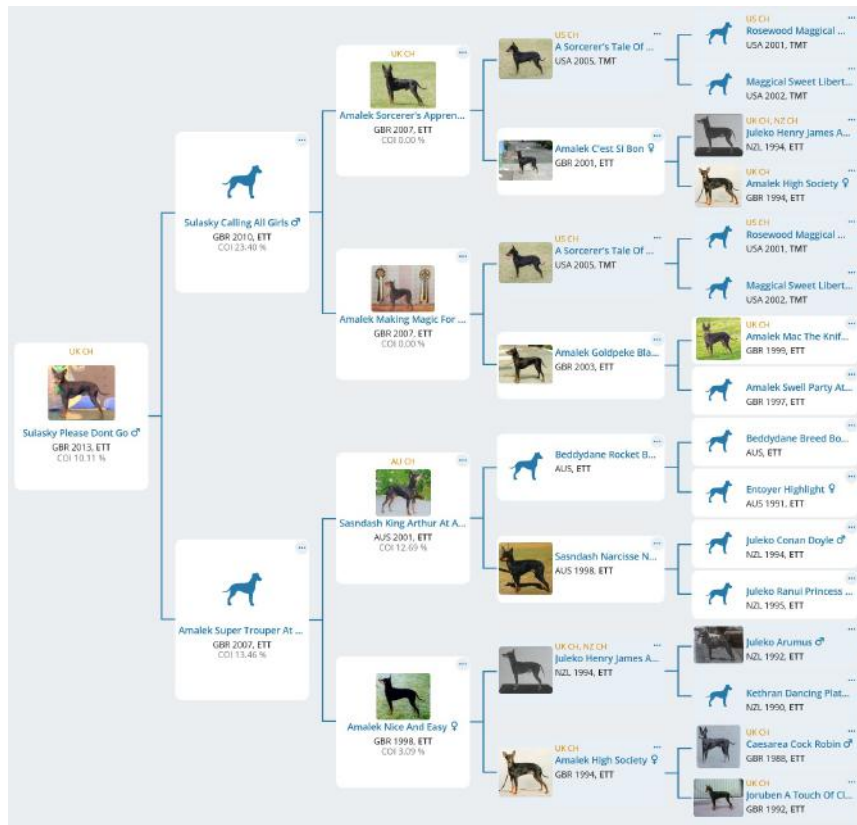 UK CH
Sulasky Please Dont Go ♂
GBR 2013, ETT
COI 10.31 %
Sulasky Calling All Girls ♂
GBR 2010, ETT
COI 23.40 %
Amalek Super Trouper At ...
GBR 2007, ETT
COI 13.46 %
UK CH
Amalek Sorcerer's Appren...
GBR 2007, ETT
COI 0.00 %
Amalek Making Magic For ...
GBR 2007, ETT
COI 0.00 %
AU CH
Sasndash King Arthur At A...
AUS 2001, ETT
COI 12.69 %
Amalek Nice And Easy ♀
GBR 1998, ETT
COI 3.09 %
US CH
A Sorcerer's Tale Of ...
USA 2005, TMT
Amalek C'est Si Bon ♀
GBR 2001, ETT
US CH
A Sorcerer's Tale Of ...
USA 2005, TMT
Amalek Goldpeke Bla...
GBR 2003, ETT
Beddydane Rocket B...
AUS, ETT
Sasndash Narcisse N...
AUS 1998, ETT
UK CH, NZ CH
Juleko Henry James A...
NZL 1994, ETT
UK CH
Amalek High Society ♀
GBR 1994, ETT
US CH
Rosewood Maggical ...
USA 2001, TMT
Maggical Sweet Libert...
USA 2002, TMT
UK CH, NZ CH
Juleko Henry James A...
NZL 1994, ETT
UK CH
Amalek High Society ♀
GBR 1994, ETT
US CH
Rosewood Maggical ...
USA 2001, TMT
Maggical Sweet Libert...
USA 2002, TMT
UK CH
Amalek Mac The Knif...
GBR 1999, ETT
Amalek Swell Party At...
GBR 1997, ETT
Beddydane Breed Bo...
AUS, ETT
Entoyer Highlight ♀
AUS 1991, ETT
Juleko Conan Doyle ♂
NZL 1994, ETT
Juleko Ranui Princess ...
NZL 1995, ETT
Juleko Arumus ♂
NZL 1992, ETT
Kethran Dancing Plat...
NZL 1990, ETT
UK CH
Caesarea Cock Robin ♂
GBR 1988, ETT
UK CH
Joruben A Touch Of Cl...
GBR 1992, ETT